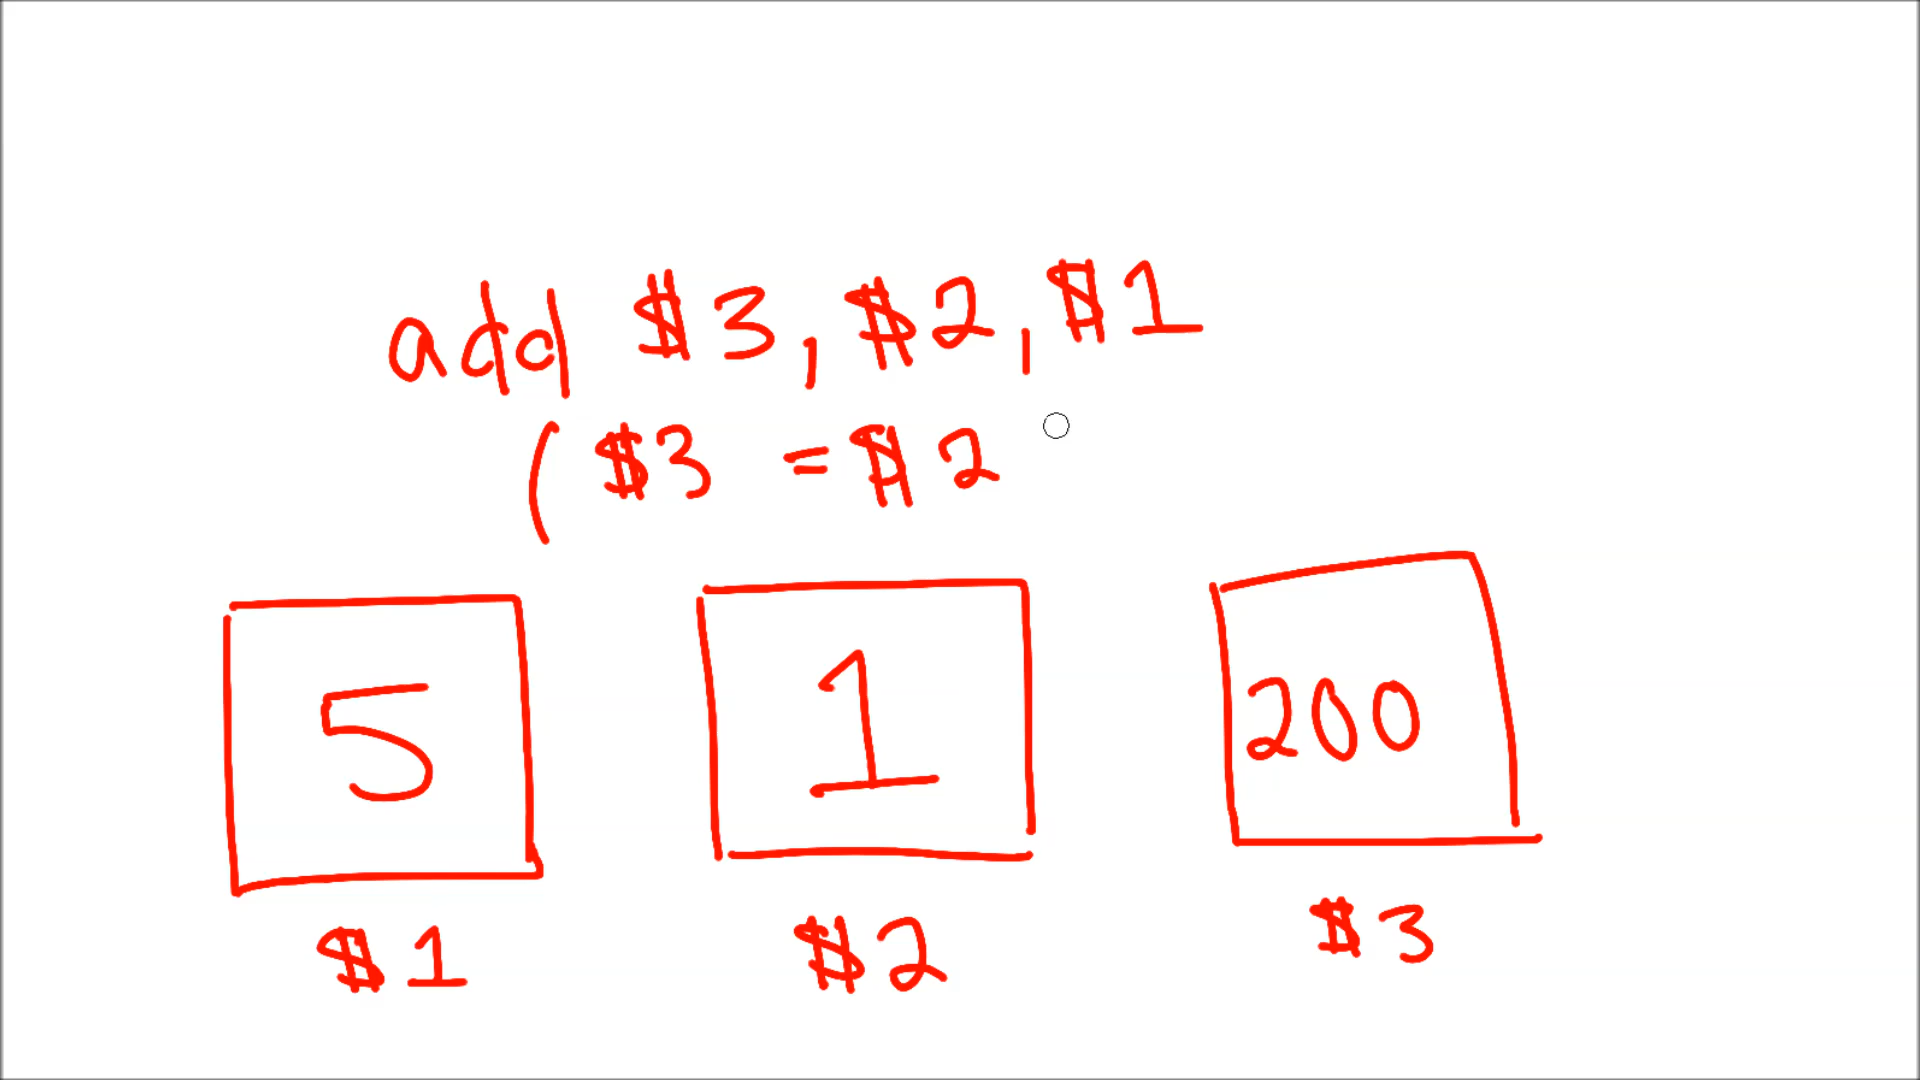 add $3, $2, $1
( $3 = $2
5 1 200
$1 $2 $3